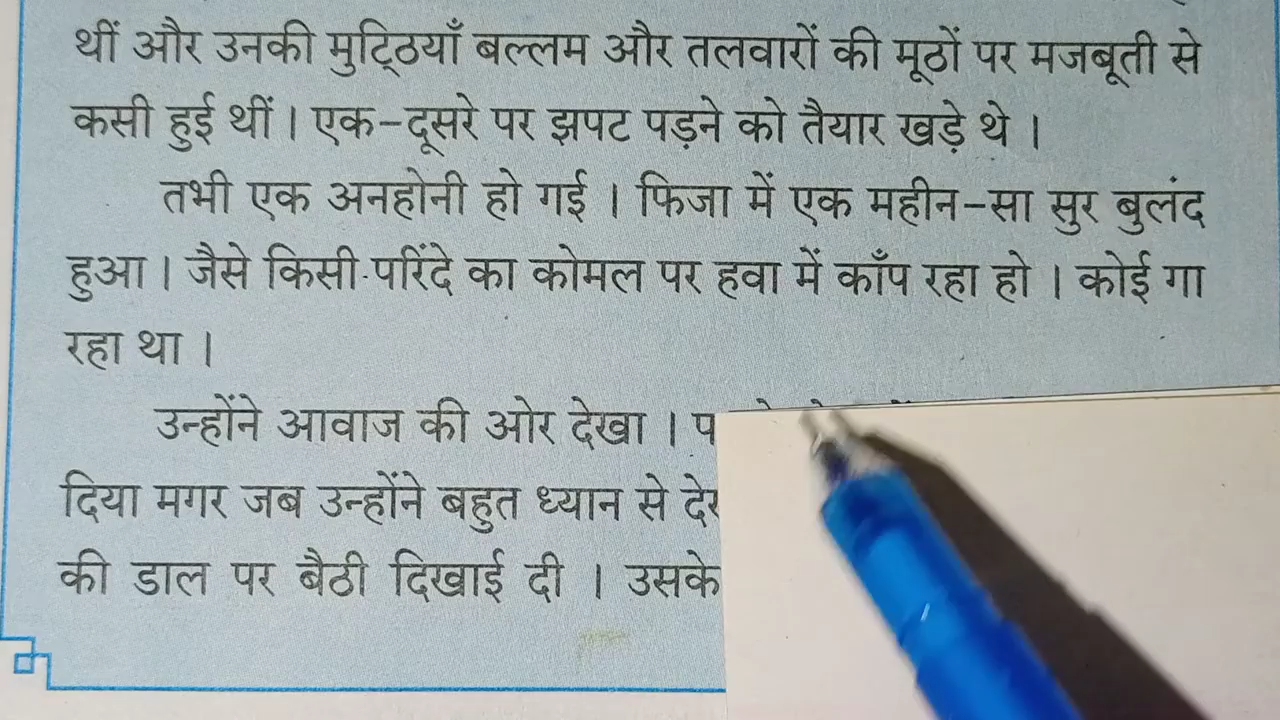 थीं और उनकी मुट्ठियाँ बल्लम और तलवारों की मूठों पर मजबूती से
कसी हुई थीं । एक-दूसरे पर झपट पड़ने को तैयार खड़े थे ।
तभी एक अनहोनी हो गई । फिजा में एक महीन-सा सुर बुलंद
हुआ । जैसे किसी परिंदे का कोमल पर हवा में काँप रहा हो । कोई गा
रहा था ।
उन्होंने आवाज की ओर देखा ।
दिया मगर जब उन्होंने बहुत ध्यान से
की डाल पर बैठी दिखाई दी । उसके